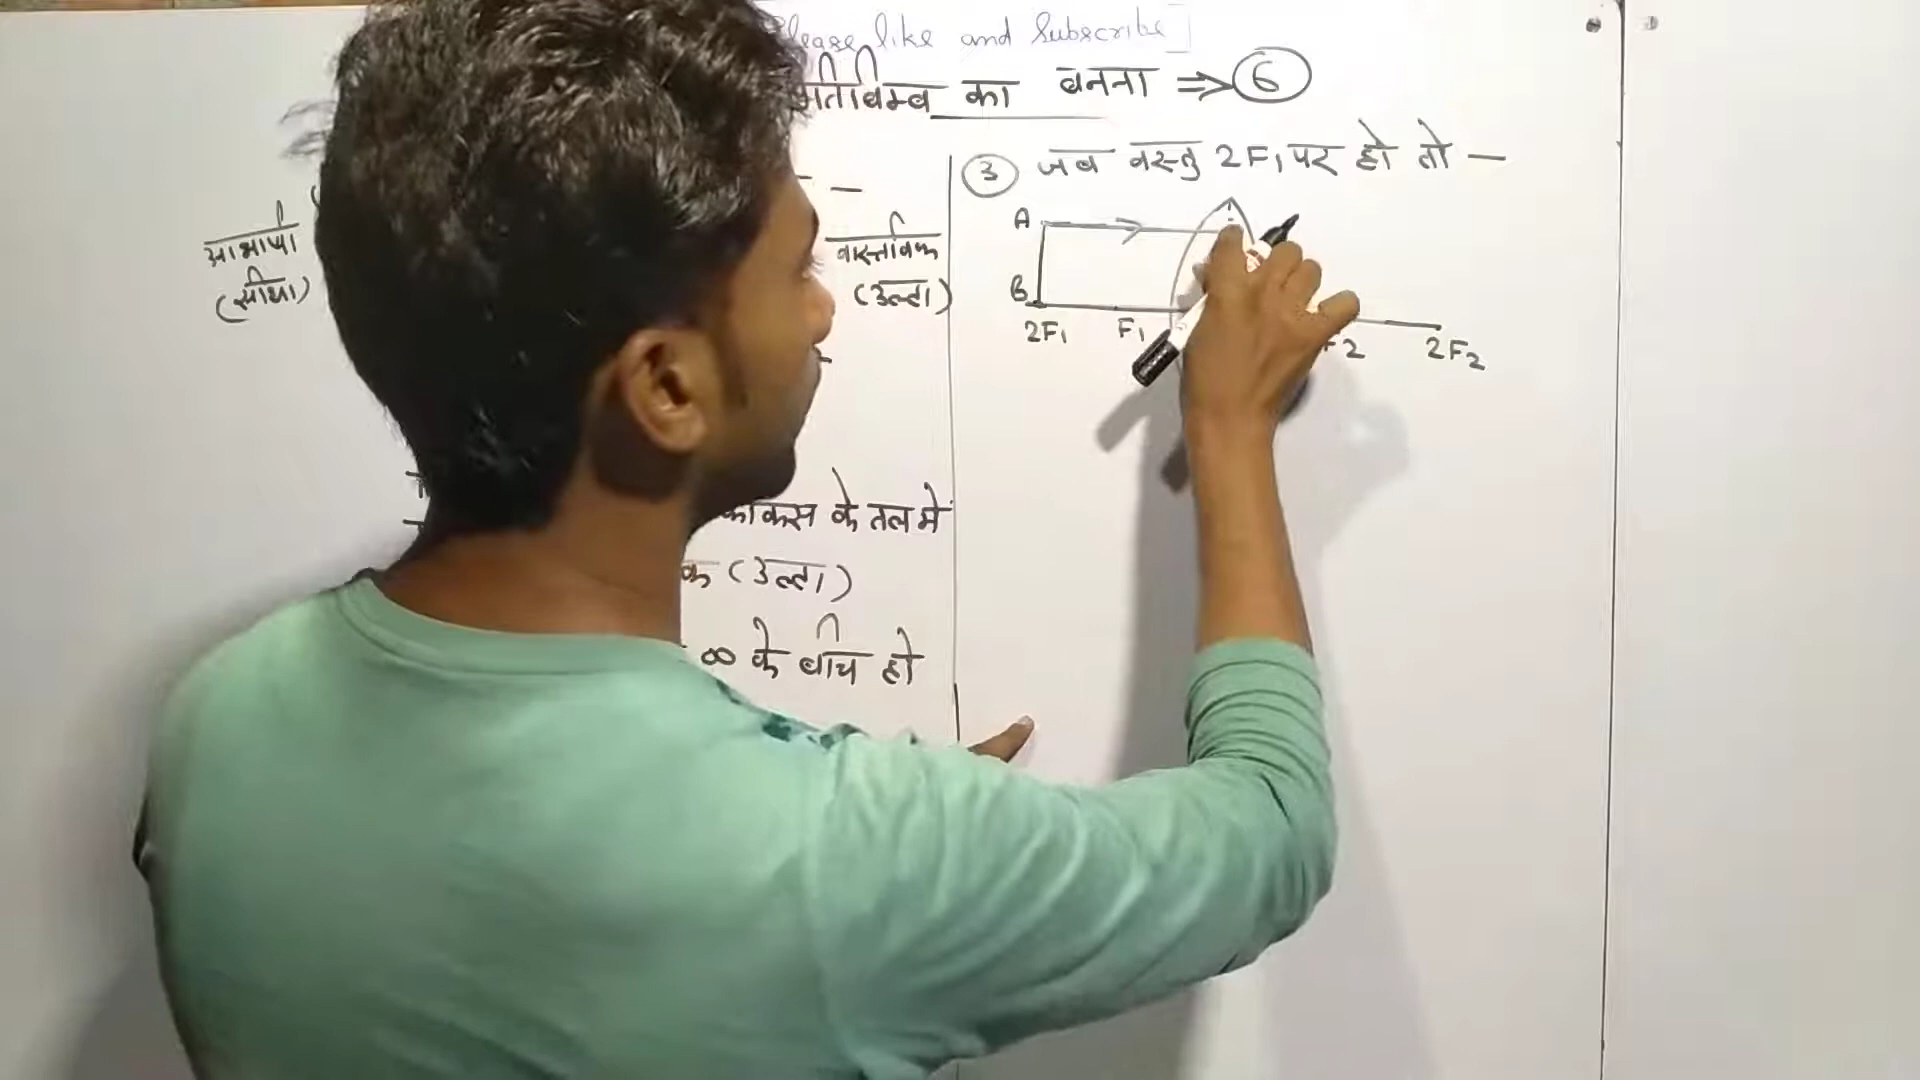 Please like and Subscribe]
प्रतिबिम्ब का बनना ⇒ 6
आभाषी
(सीधा)
वास्तविक
(उल्टा)
के तल मे
(उल्टा)
∞ के बीच हो
3 जब वस्तु 2F₁ पर हो तो —
A
B
2F₁ F₁ F2 2F₂